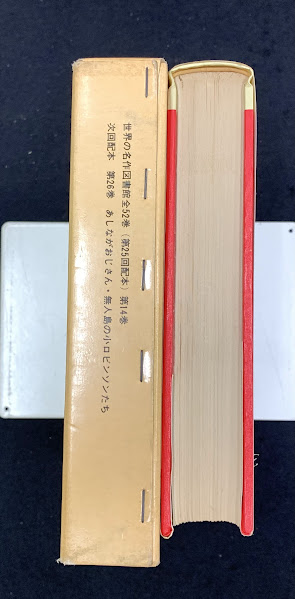 世界の名作図書館全52巻（第25回配本）第14巻
次回配本　第26巻　あしながおじさん・無人島の小ロビンソンたち